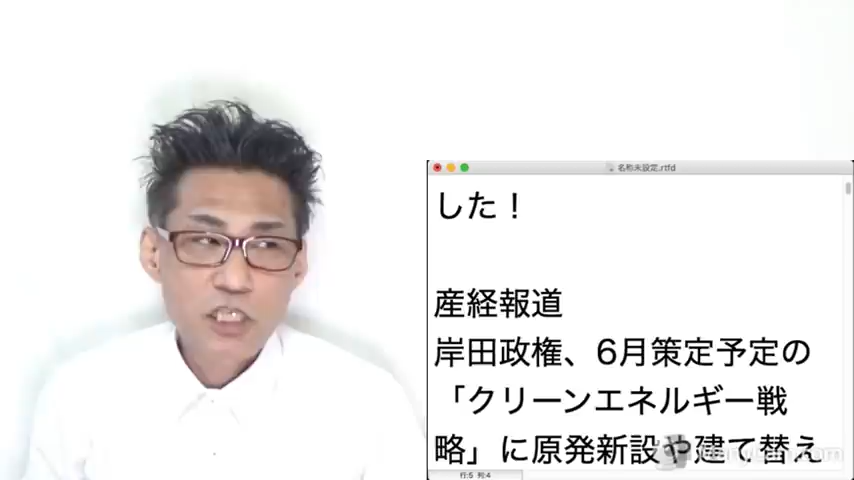 名称未設定.rtfd
した！
産経報道
岸田政権、6月策定予定の
「クリーンエネルギー戦
略」に原発新設や建て替え
行:5 列:4